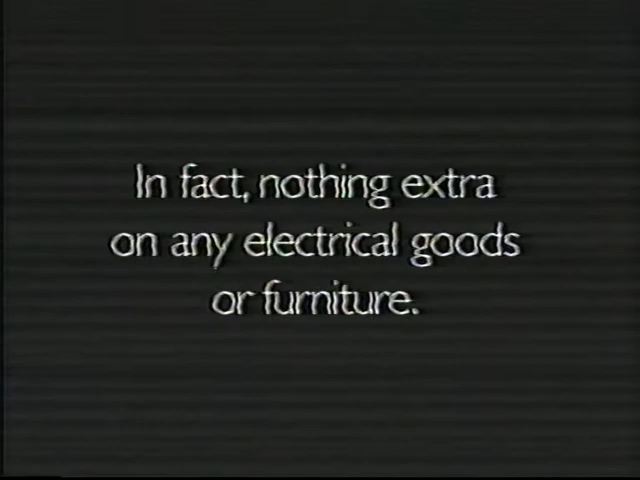 In fact, nothing extra
on any electrical goods
or furniture.